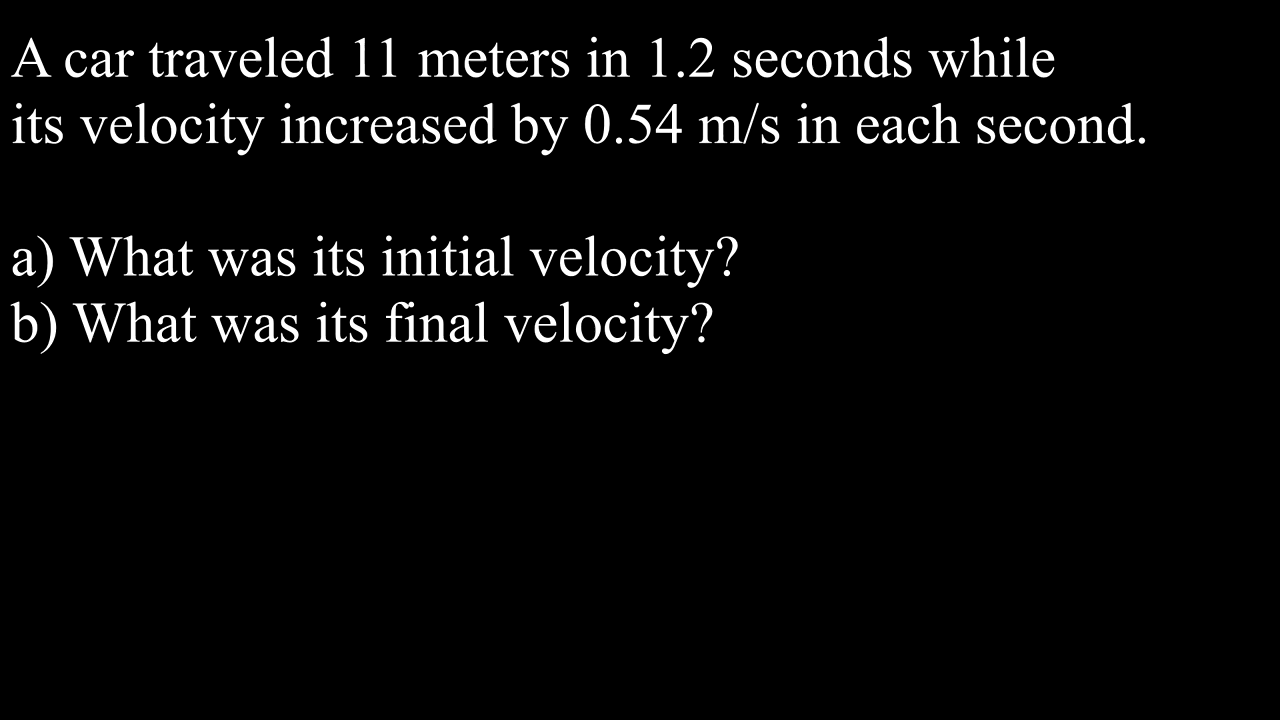 A car traveled 11 meters in 1.2 seconds while
its velocity increased by 0.54 m/s in each second.
a) What was its initial velocity?
b) What was its final velocity?